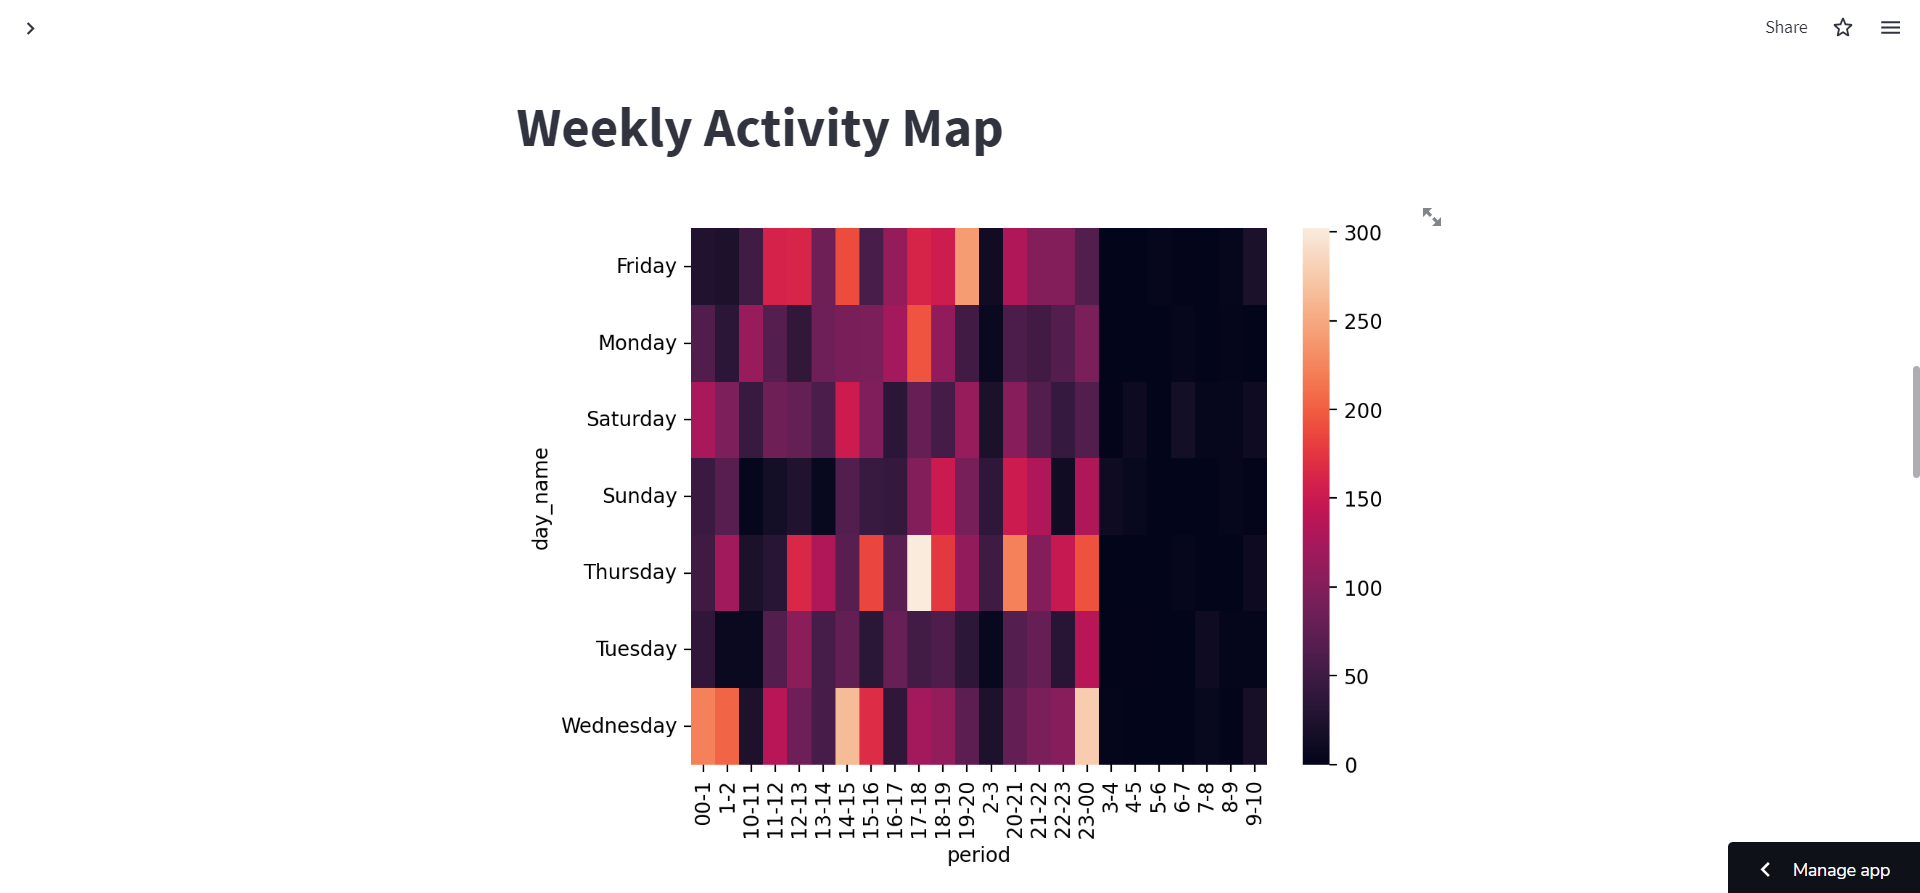 Share
Weekly Activity Map
day_name
Friday
Monday
Saturday
Sunday
Thursday
Tuesday
Wednesday
00-1
1-2
10-11
11-12
12-13
13-14
14-15
15-16
16-17
17-18
18-19
19-20
2-3
20-21
21-22
22-23
23-00
3-4
4-5
5-6
6-7
7-8
8-9
9-10
period
300
250
200
150
100
50
0
Manage app